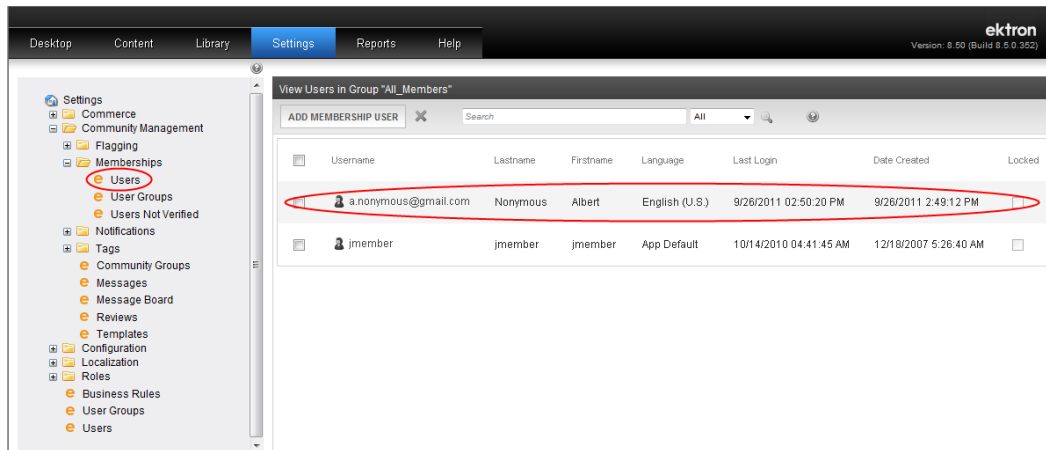 ektron
Desktop Content Library Settings Reports Help
Version: 8.50 (Build 8.5.0.352)
Settings
Commerce
Community Management
Flagging
Memberships
Users
User Groups
Users Not Verified
Notifications
Tags
Community Groups
Messages
Message Board
Reviews
Templates
Configuration
Localization
Roles
Business Rules
User Groups
Users
View Users in Group "All_Members"
ADD MEMBERSHIP USER Search All
Username Lastname Firstname Language Last Login Date Created Locked
a.nonymous@gmail.com Nonymous Albert English (U.S.) 9/26/2011 02:50:20 PM 9/26/2011 2:49:12 PM
jmember jmember jmember App Default 10/14/2010 04:41:45 AM 12/18/2007 5:26:40 AM